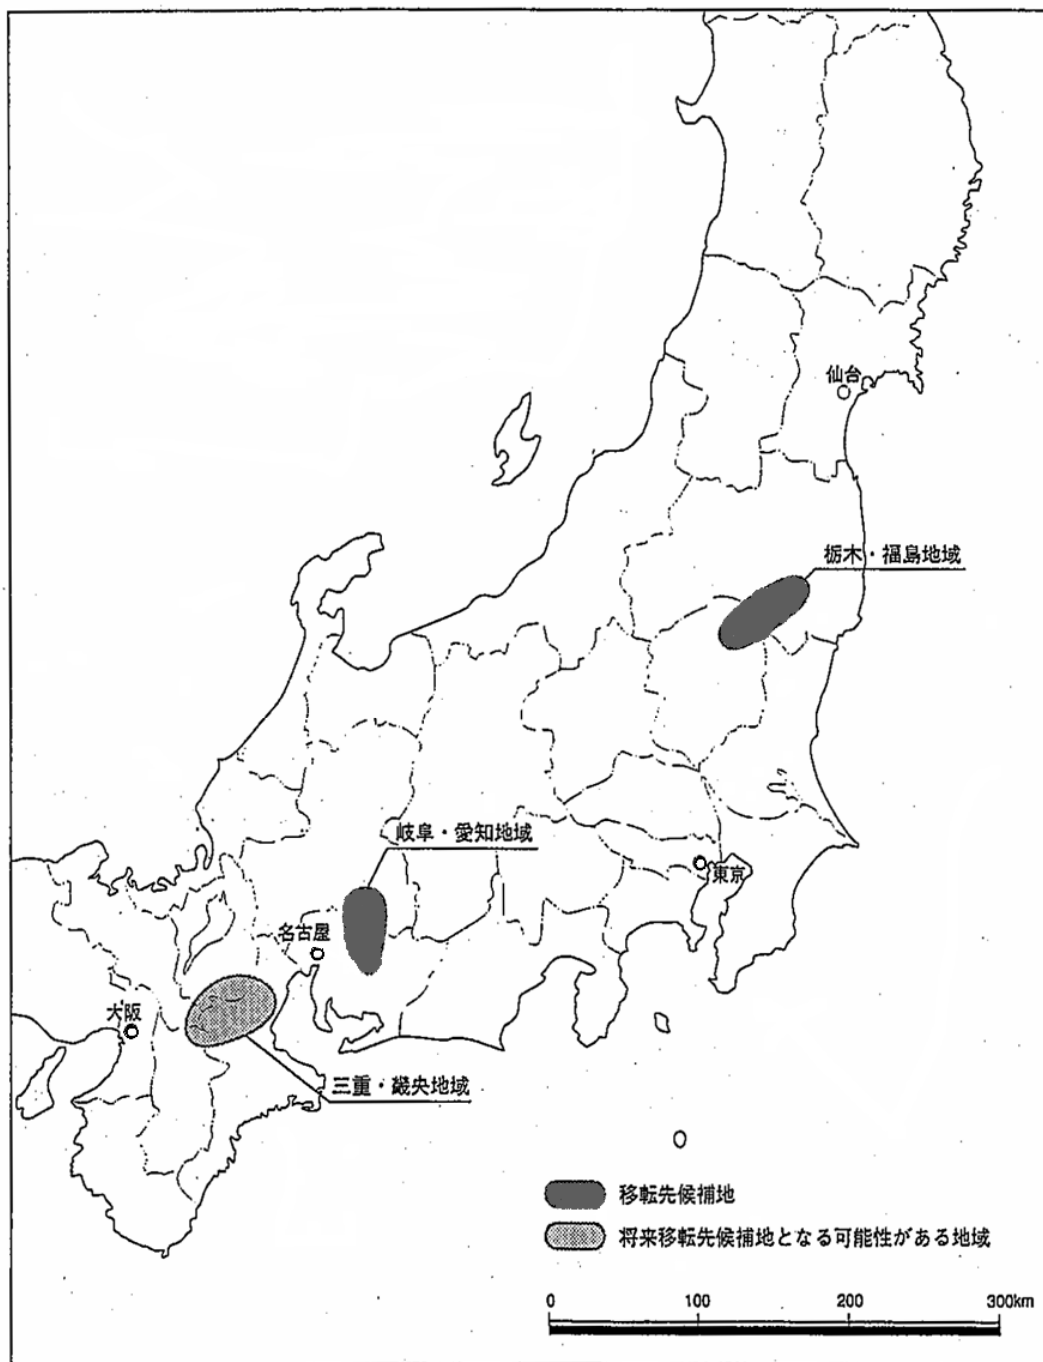 仙台
栃木・福島地域
岐阜・愛知地域
東京
名古屋
大阪
三重・畿央地域
移転先候補地
将来移転先候補地となる可能性がある地域
0 100 200 300km